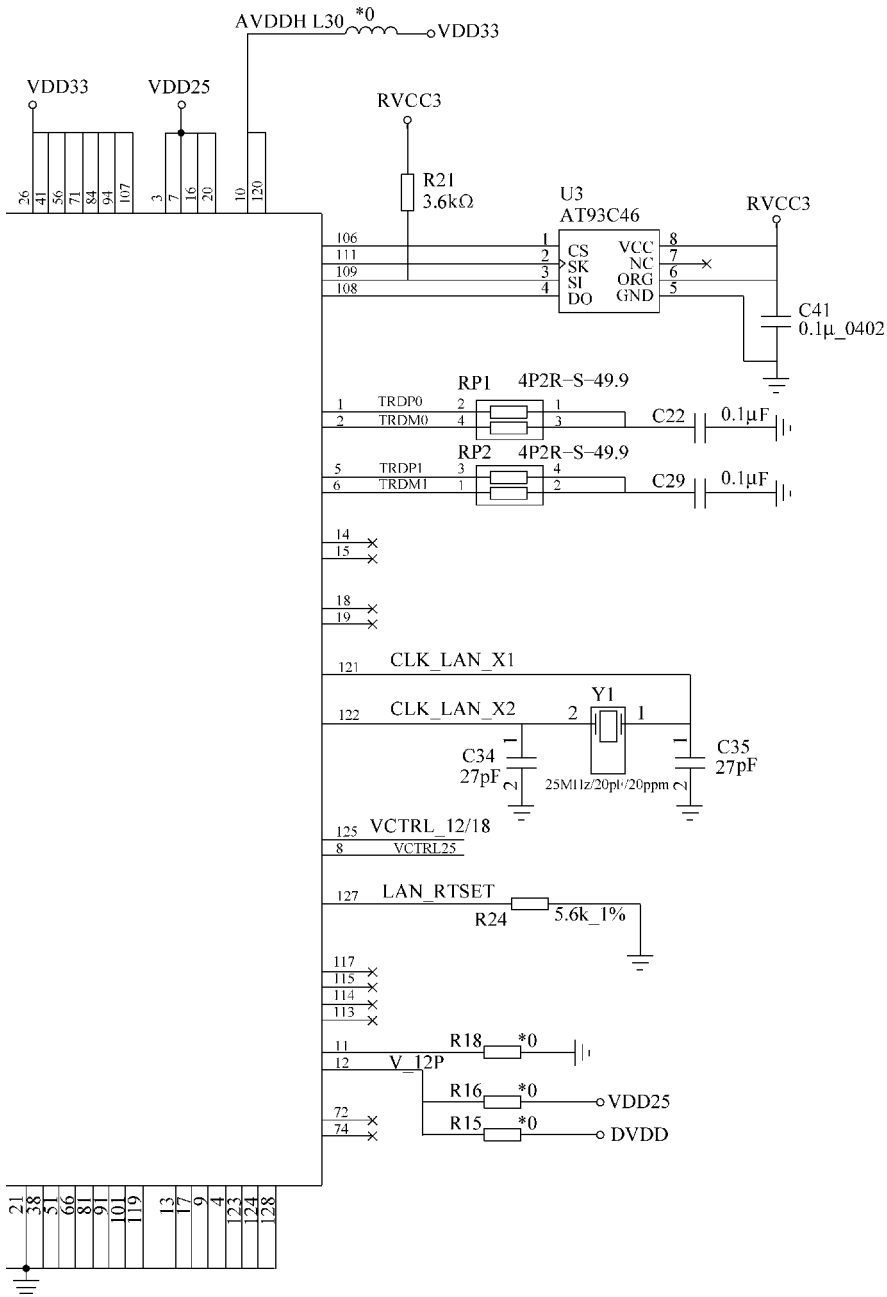 AVDDH L30 *0 VDD33
VDD33 VDD25
RVCC3
26 41 56 71 84 94 107 3 7 16 20 10 120
R21
3.6kΩ
U3
AT93C46
RVCC3
106 1 CS VCC 8
111 2 SK NC 7
109 3 SI ORG 6
108 4 DO GND 5
C41
0.1μ_0402
RP1 4P2R-S-49.9
1 TRDP0 2 1
2 TRDM0 4 3 C22 0.1μF
RP2 4P2R-S-49.9
5 TRDP1 3 4
6 TRDM1 1 2 C29 0.1μF
14
15
18
19
121 CLK_LAN_X1
122 CLK_LAN_X2 2 Y1 1
C34
27pF
1
2
25MHz/20pF/20ppm
1
2
C35
27pF
125 VCTRL_12/18
8 VCTRL25
127 LAN_RTSET
R24 5.6k_1%
117
115
114
113
11 R18 *0
12 V_12P
R16 *0 VDD25
R15 *0 DVDD
72
74
21 38 51 66 81 91 101 119 13 17 9 4 123 124 128